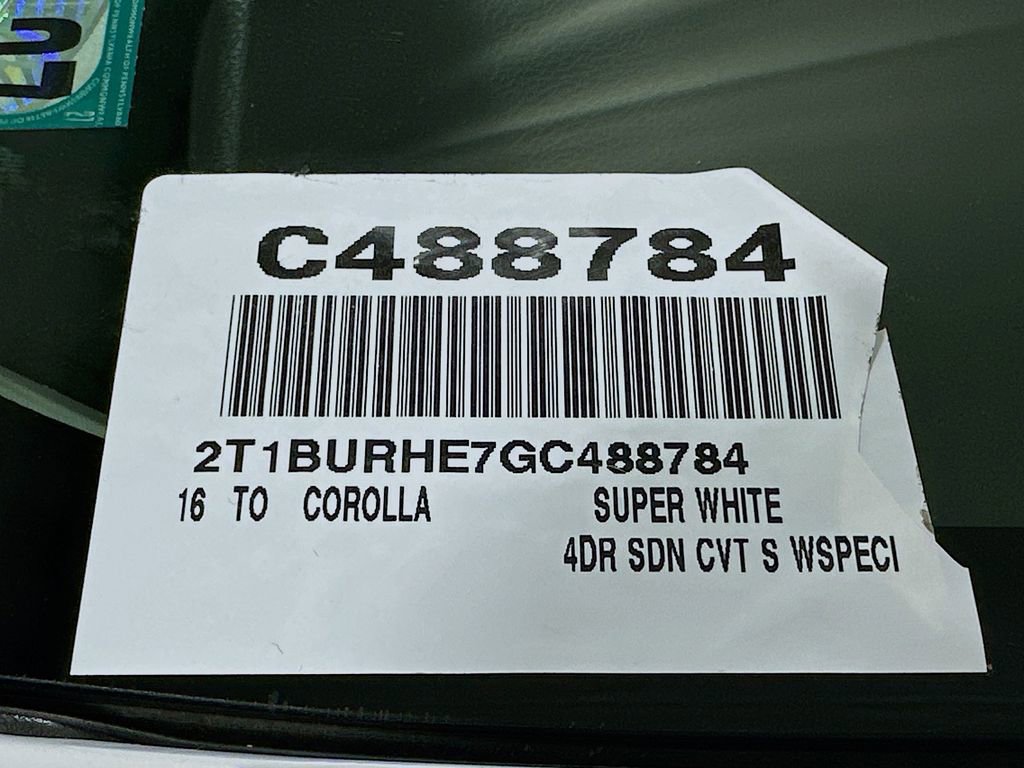 C488784
2T1BURHE7GC488784
16 TO COROLLA SUPER WHITE
4DR SDN CVT S WSPECI